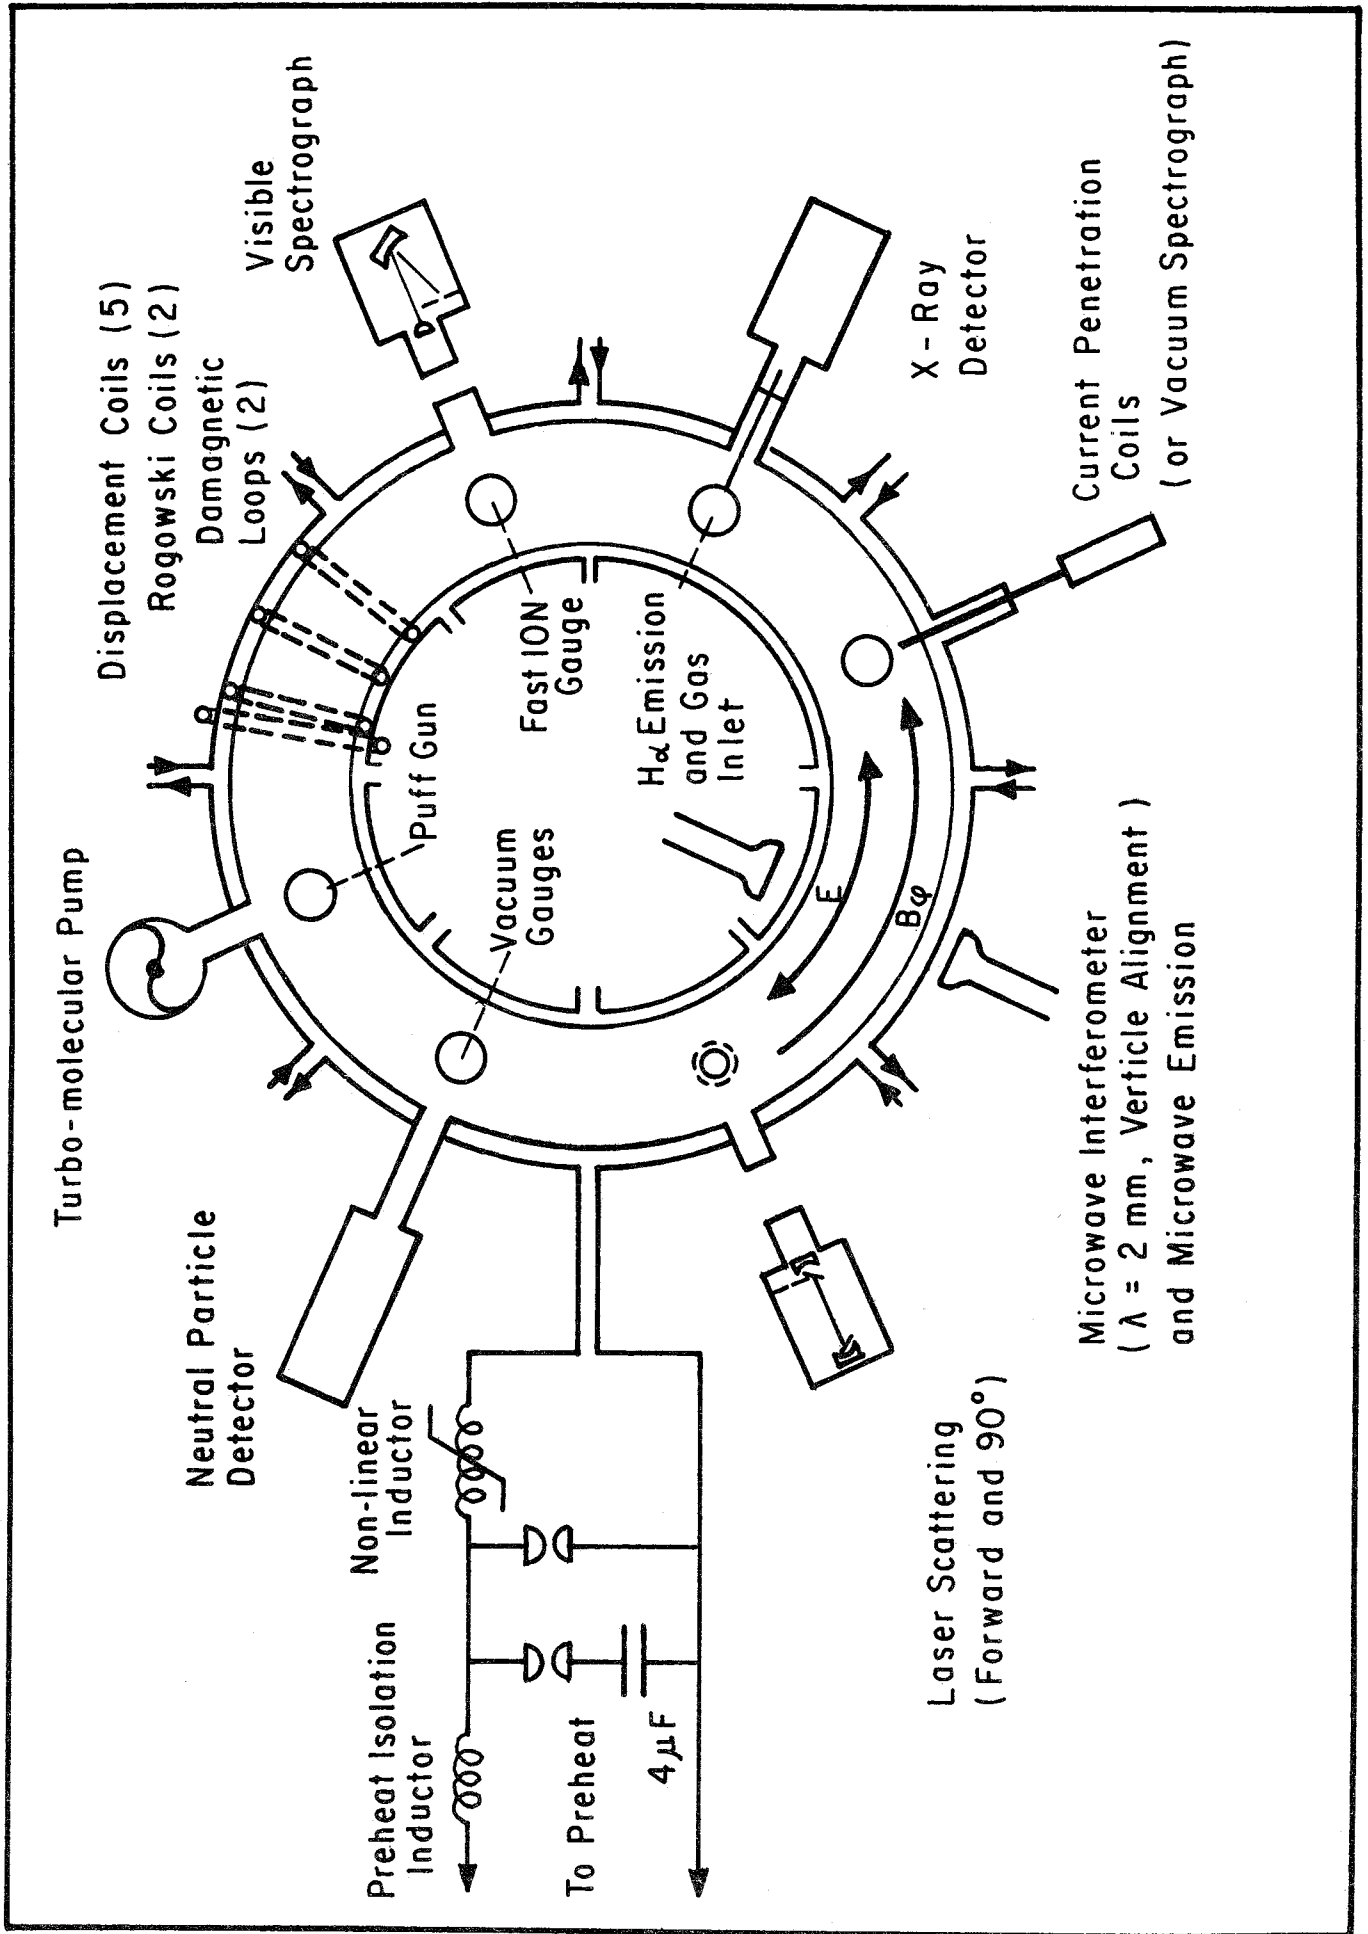 Turbo-molecular Pump
Displacement Coils (5)
Rogowski Coils (2)
Damagnetic
Loops (2)
Visible
Spectrograph
Neutral Particle
Detector
Puff Gun
Vacuum
Gauges
Fast ION
Gauge
Hα Emission
and Gas
Inlet
Preheat Isolation
Inductor
Non-linear
Inductor
To Preheat
4μF
E
Bφ
X-Ray
Detector
Laser Scattering
(Forward and 90°)
Microwave Interferometer
(λ = 2 mm, Verticle Alignment)
and Microwave Emission
Current Penetration
Coils
(or Vacuum Spectrograph)